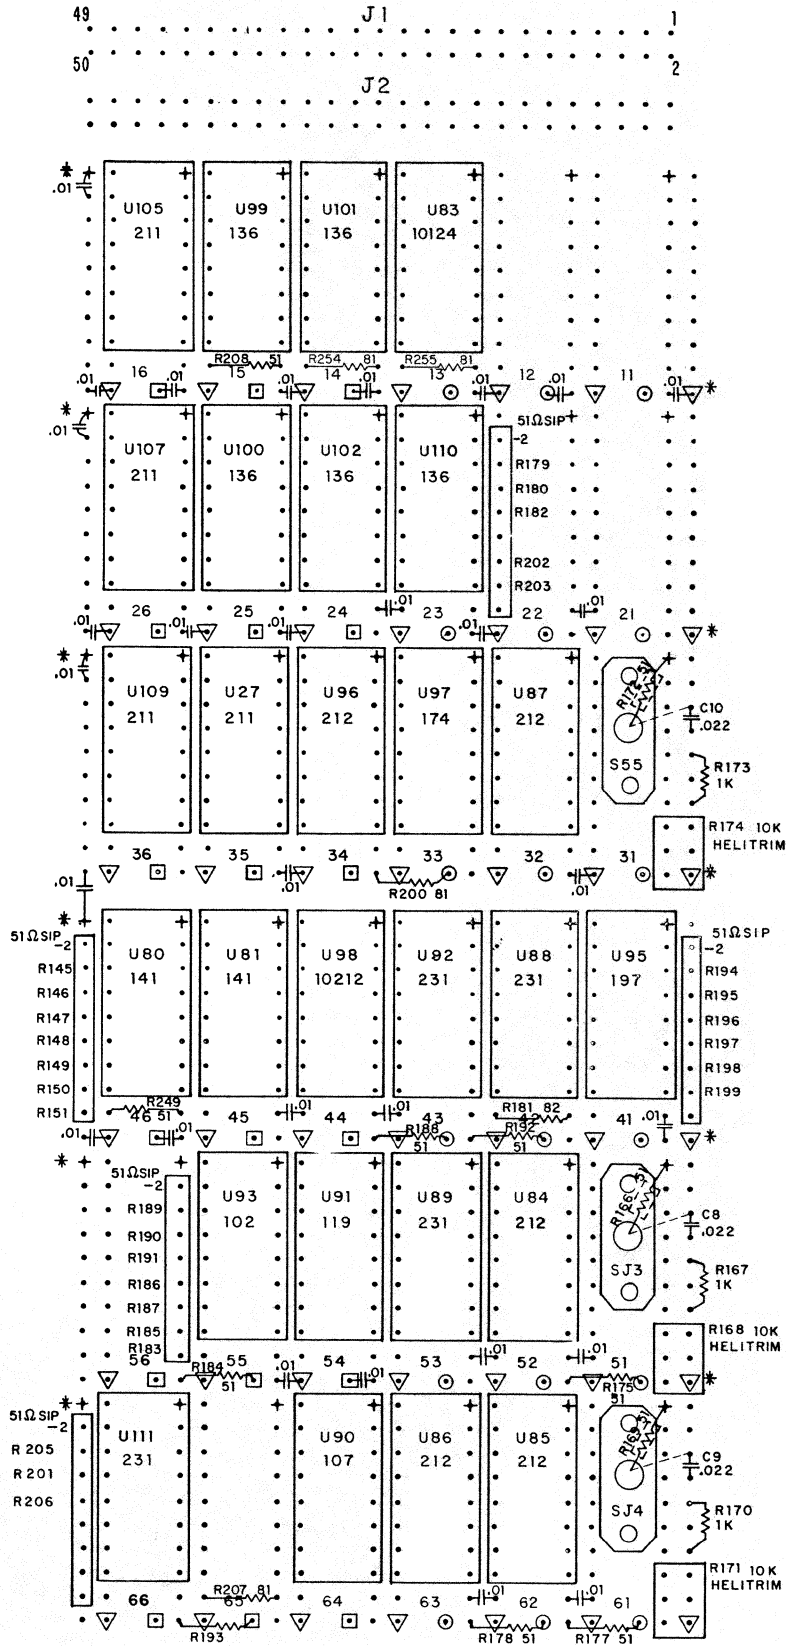 49 J1 1
50 2
J2
* .01
U105 U99 U101 U83
211 136 136 10124
R208 51 R254 81 R255 81
16 15 14 13 12 11
.01 .01 .01 .01 .01 .01 .01 *
* .01 51ΩSIP
-2
U107 U100 U102 U110
211 136 136 136
R179
R180
R182
R202
R203
.01 .01
26 25 24 23 22 21
.01 .01 .01 .01 *
* .01
U109 U27 U96 U97 U87
211 211 212 174 212
R172 51
C10
.022
S55
R173
1K
R174 10K
HELITRIM
36 35 34 33 32 31
.01 .01 .01 *
R200 81
*
51ΩSIP 51ΩSIP
-2 -2
U80 U81 U98 U92 U88 U95
141 141 10212 231 231 197
R145 R194
R146 R195
R147 R196
R148 R197
R149 R198
R150 R199
R151
R249 51
R181 82
.01 .01 .01
46 45 44 43 42 41
.01 .01 R188 51 R192 51 *
* 51ΩSIP
-2
U93 U91 U89 U84
102 119 231 212
R189
R190
R191
R186
R187
R185
R183
R166 51
C8
.022
SJ3
R167
1K
R168 10K
HELITRIM
.01 .01
56 55 54 53 52 51
R184 51 .01 .01 R175 51 *
*
51ΩSIP
-2
U111 U90 U86 U85
231 107 212 212
R205
R201
R206
R169 51
C9
.022
SJ4
R170
1K
R171 10K
HELITRIM
R207 81 .01 .01
66 65 64 63 62 61
R193 R178 51 R177 51